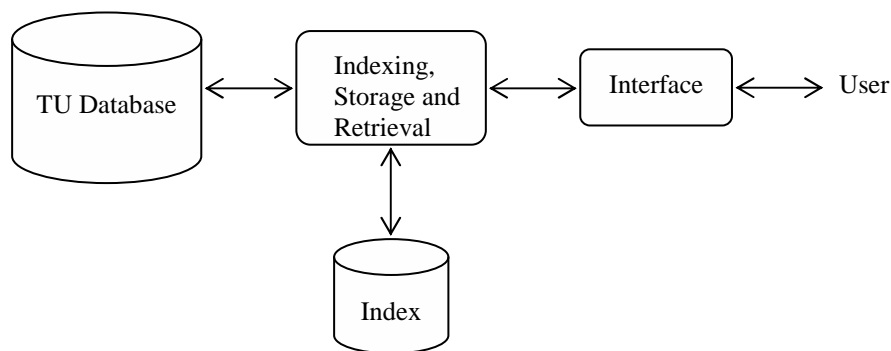 TU Database
Indexing,
Storage and
Retrieval
Interface
User
Index